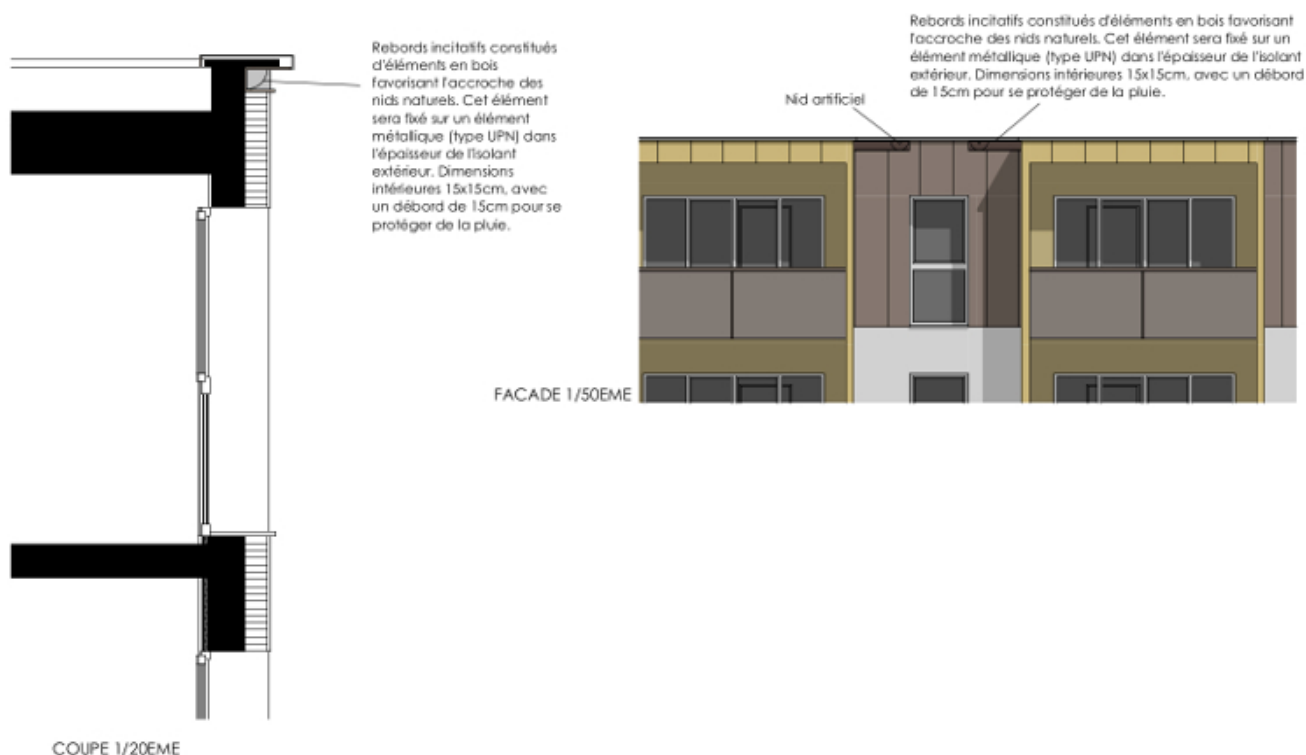 Rebords incitatifs constitués
d'éléments en bois
favorisant l'accroche des
nids naturels. Cet élément
sera fixé sur un élément
métallique (type UPN) dans
l'épaisseur de l'isolant
extérieur. Dimensions
intérieures 15x15cm, avec
un débord de 15cm pour se
protéger de la pluie.
COUPE 1/20EME
Rebords incitatifs constitués d'éléments en bois favorisant
l'accroche des nids naturels. Cet élément sera fixé sur un
élément métallique (type UPN) dans l'épaisseur de l'isolant
extérieur. Dimensions intérieures 15x15cm, avec un débord
de 15cm pour se protéger de la pluie.
Nid artificiel
FACADE 1/50EME